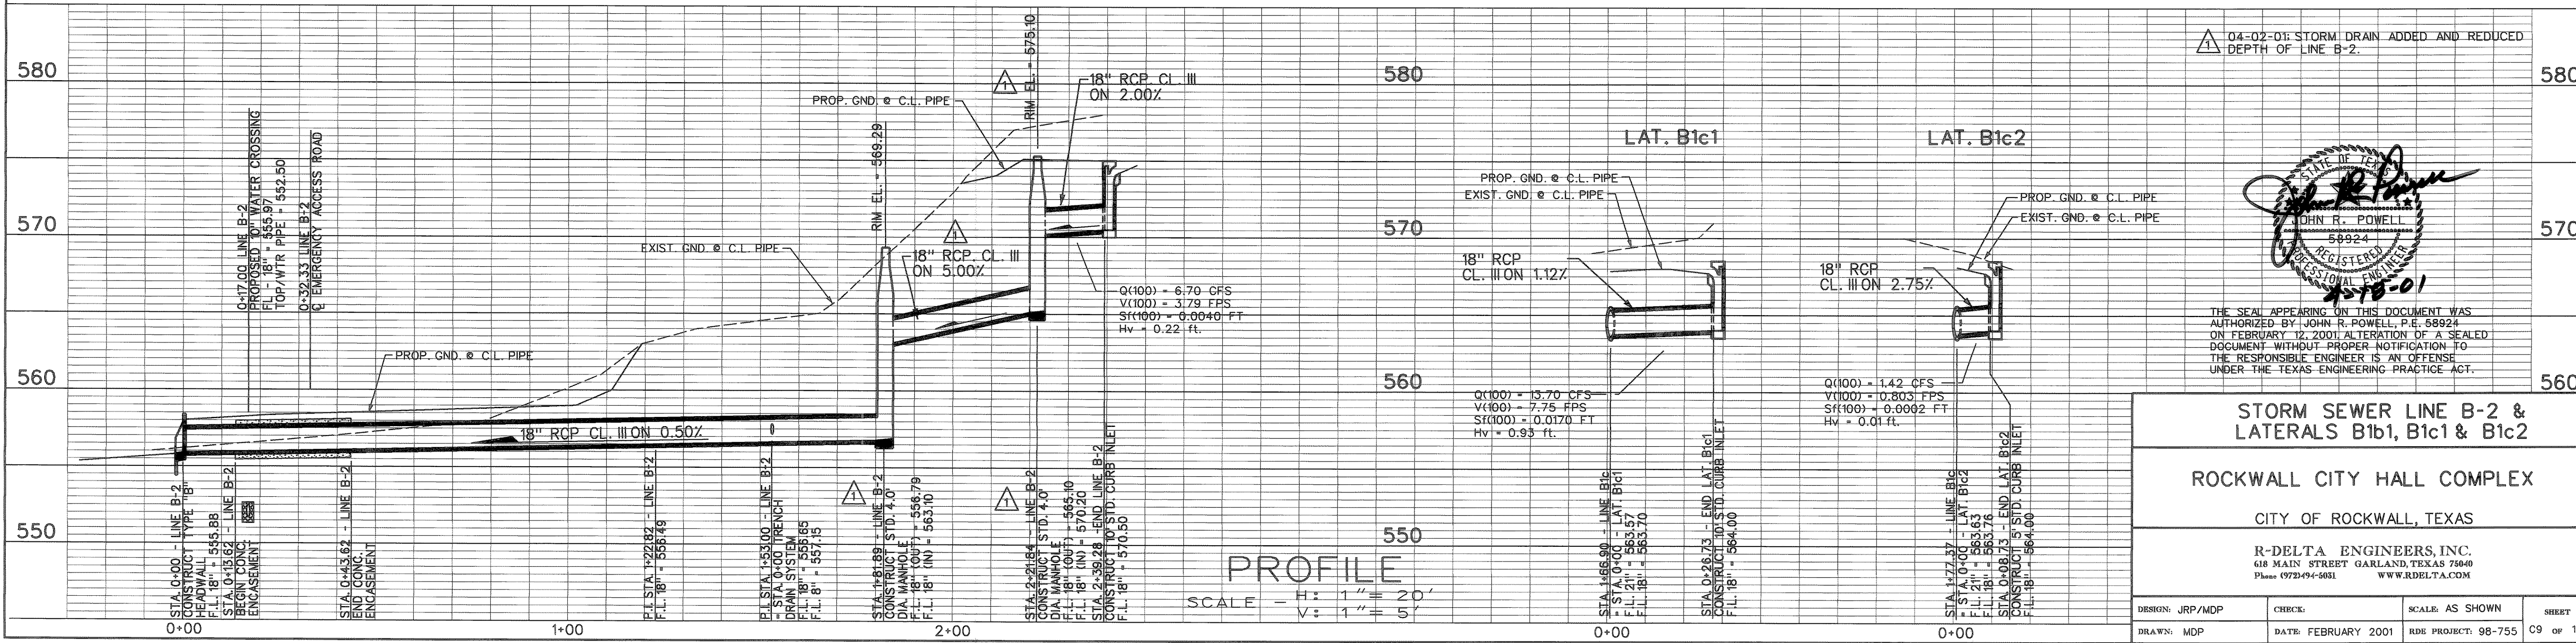 580
570
560
550
0+17.00 LINE B-2
PROPOSED 10" WATER CROSSING
FL - 18" = 555.97
TOP/WTR PIPE = 552.50
0+32.33 LINE B-2
℄ EMERGENCY ACCESS ROAD
PROP. GND. @ C.L. PIPE
18" RCP CL. III ON 0.50%
EXIST. GND. @ C.L. PIPE
PROP. GND. @ C.L. PIPE
RIM EL. = 569.29
1
RIM EL. = 575.10
18" RCP. CL. III
ON 2.00%
1
18" RCP. CL. III
ON 5.00%
Q(100) = 6.70 CFS
V(100) = 3.79 FPS
Sf(100) = 0.0040 FT
Hv = 0.22 ft.
STA. 0+00 - LINE B-2
CONSTRUCT TYPE "B"
HEADWALL
F.L. 18" = 555.88
STA. 0+13.62 - LINE B-2
BEGIN CONC.
ENCASEMENT
STA. 0+43.62 - LINE B-2
END CONC.
ENCASEMENT
P.I. STA. 1+22.82 - LINE B-2
F.L. 18" = 556.49
P.I. STA. 1+53.00 - LINE B-2
= STA. 0+00 TRENCH
DRAIN SYSTEM
F.L. 18" = 556.65
F.L. 8" = 557.15
1
STA. 1+81.89 - LINE B-2
CONSTRUCT STD. 4.0'
DIA. MANHOLE
F.L. 18" (OUT) = 556.79
F.L. 18" (IN) = 563.10
1
STA. 2+21.84 - LINE B-2
CONSTRUCT STD. 4.0'
DIA. MANHOLE
F.L. 18" (OUT) = 565.10
F.L. 18" (IN) = 570.20
STA. 2+39.28 - END LINE B-2
CONSTRUCT 10' STD. CURB INLET
F.L. 18" = 570.50
0+00
1+00
2+00
PROFILE
SCALE - H: 1"= 20'
V: 1"= 5'
580
570
560
550
LAT. B1c1
PROP. GND. @ C.L. PIPE
EXIST. GND. @ C.L. PIPE
18" RCP
CL. III ON 1.12%
Q(100) = 13.70 CFS
V(100) = 7.75 FPS
Sf(100) = 0.0170 FT
Hv = 0.93 ft.
STA. 1+66.90 - LINE B1c
= STA. 0+00 - LAT. B1c1
F.L. 21" = 563.57
F.L. 18" = 563.70
STA. 0+26.73 - END LAT. B1c1
CONSTRUCT 10' STD. CURB INLET
F.L. 18" = 564.00
0+00
LAT. B1c2
PROP. GND. @ C.L. PIPE
EXIST. GND. @ C.L. PIPE
18" RCP
CL. III ON 2.75%
Q(100) = 1.42 CFS
V(100) = 0.803 FPS
Sf(100) = 0.0002 FT
Hv = 0.01 ft.
STA. 1+77.37 - LINE B1c
= STA. 0+00 - LAT. B1c2
F.L. 21" = 563.63
F.L. 18" = 563.76
STA. 0+08.73 - END LAT. B1c2
CONSTRUCT 5' STD. CURB INLET
F.L. 18" = 564.00
0+00
1
04-02-01: STORM DRAIN ADDED AND REDUCED
DEPTH OF LINE B-2.
580
570
560
STATE OF TEXAS
JOHN R. POWELL
58924
REGISTERED
PROFESSIONAL ENGINEER
THE SEAL APPEARING ON THIS DOCUMENT WAS
AUTHORIZED BY JOHN R. POWELL, P.E. 58924
ON FEBRUARY 12, 2001. ALTERATION OF A SEALED
DOCUMENT WITHOUT PROPER NOTIFICATION TO
THE RESPONSIBLE ENGINEER IS AN OFFENSE
UNDER THE TEXAS ENGINEERING PRACTICE ACT.
STORM SEWER LINE B-2 &
LATERALS B1b1, B1c1 & B1c2
ROCKWALL CITY HALL COMPLEX
CITY OF ROCKWALL, TEXAS
R-DELTA ENGINEERS, INC.
618 MAIN STREET GARLAND, TEXAS 75040
Phone (972)494-5031 WWW.RDELTA.COM
DESIGN: JRP/MDP
CHECK:
SCALE: AS SHOWN
SHEET
DRAWN: MDP
DATE: FEBRUARY 2001
RDE PROJECT: 98-755
C9 OF 1